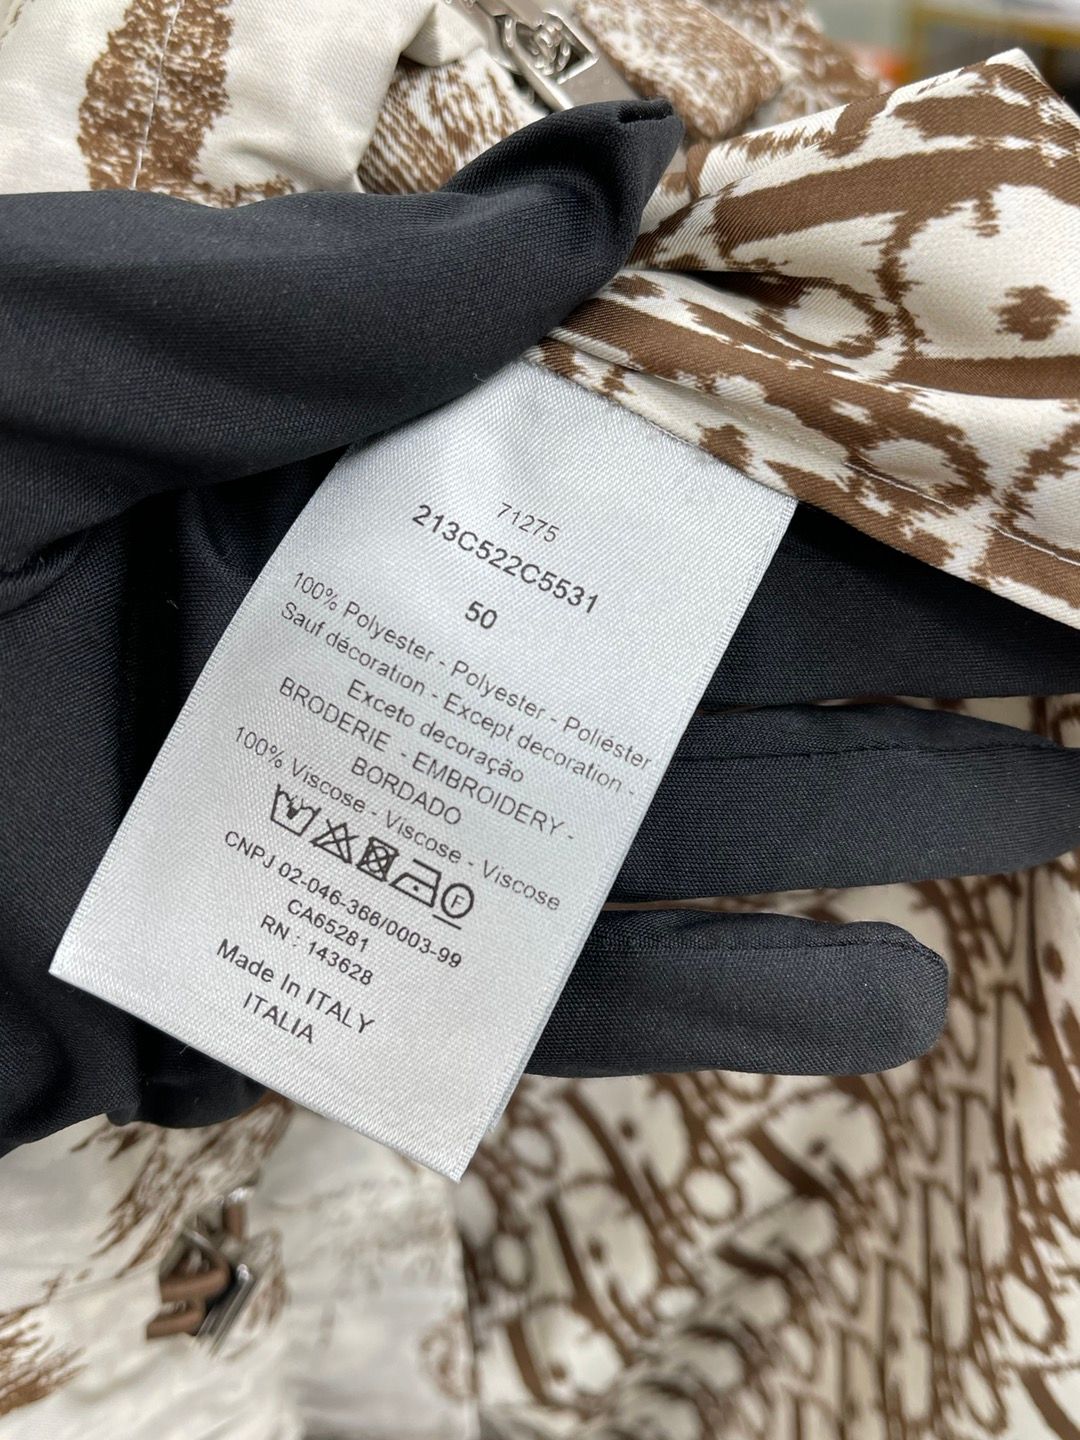 71275
213C522C5531
50
100% Polyester - Polyester - Poliéster
Sauf décoration - Except decoration -
Exceto decoração
BRODERIE - EMBROIDERY -
BORDADO
100% Viscose - Viscose - Viscose
F
CNPJ 02-046-366/0003-99
CA65281
RN : 143628
Made In ITALY
ITALIA